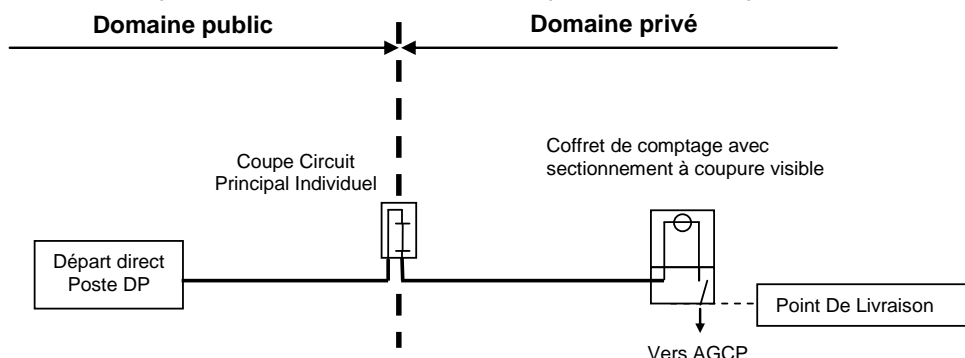 Domaine public
Domaine privé
Coffret de comptage avec
sectionnement à coupure visible
Coupe Circuit
Principal Individuel
Départ direct
Poste DP
Point De Livraison
Vers AGCP